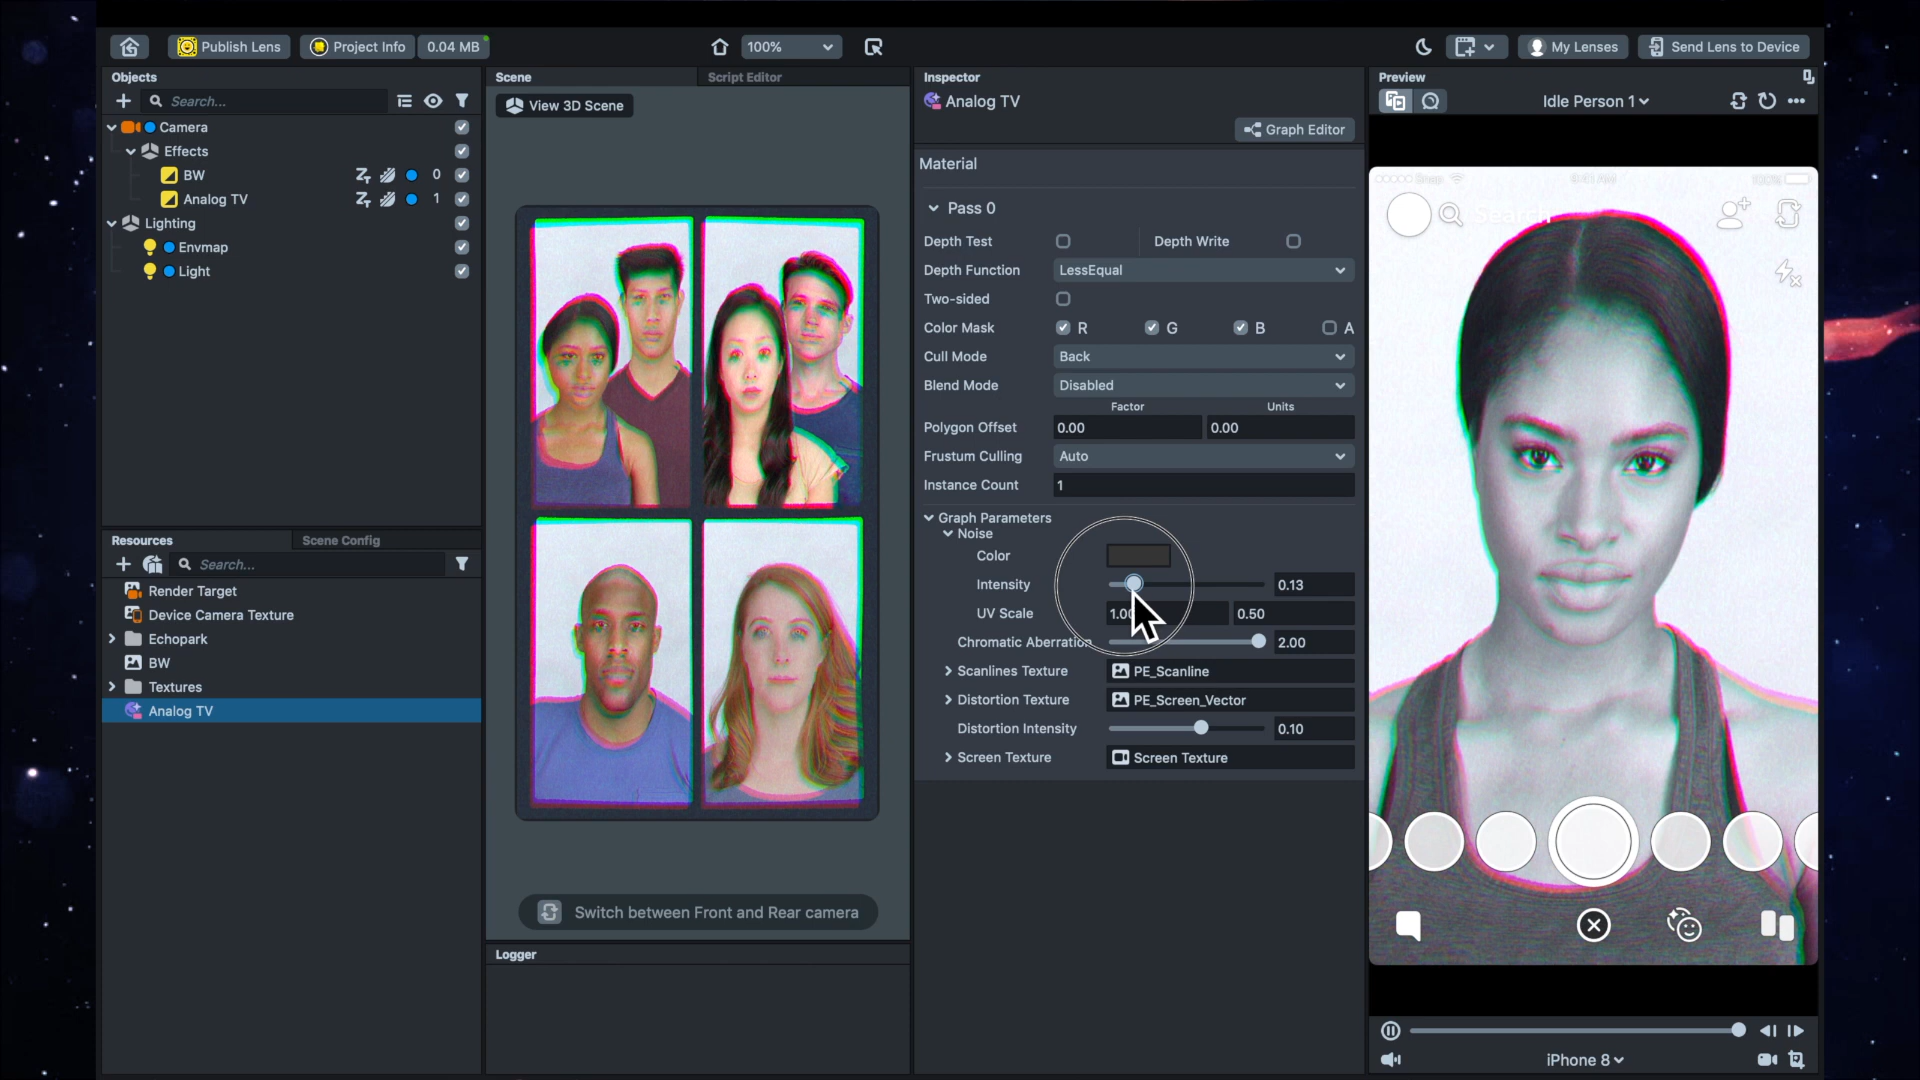 Publish Lens
Project Info
0.04 MB
100%
My Lenses
Send Lens to Device
Objects
Search...
Camera
Effects
BW
0
Analog TV
1
Lighting
Envmap
Light
Resources
Scene Config
Search...
Render Target
Device Camera Texture
Echopark
BW
Textures
Analog TV
Scene
Script Editor
View 3D Scene
Switch between Front and Rear camera
Logger
Inspector
Analog TV
Graph Editor
Material
Pass 0
Depth Test
Depth Write
Depth Function
LessEqual
Two-sided
Color Mask
R
G
B
A
Cull Mode
Back
Blend Mode
Disabled
Factor
Units
Polygon Offset
0.00
0.00
Frustum Culling
Auto
Instance Count
1
Graph Parameters
Noise
Color
Intensity
0.13
UV Scale
0.50
Chromatic Aberration
2.00
Scanlines Texture
PE_Scanline
Distortion Texture
PE_Screen_Vector
Distortion Intensity
0.10
Screen Texture
Screen Texture
Preview
Idle Person 1
Snap
9:41 AM
100%
Search
iPhone 8